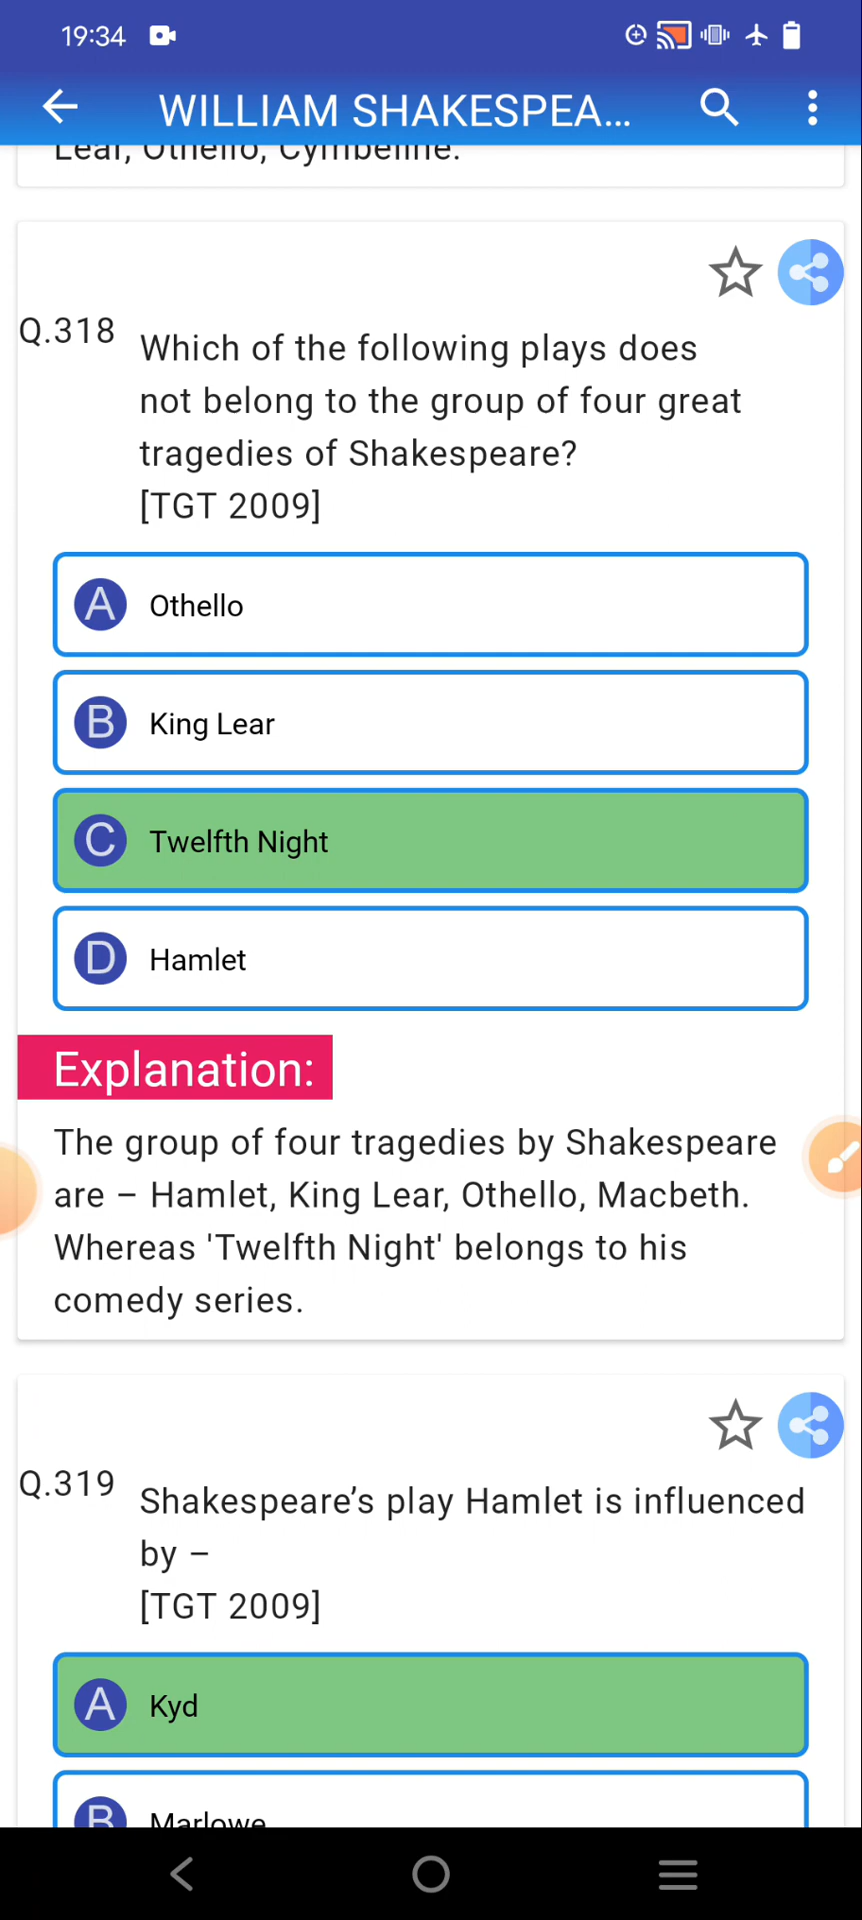 19:34
WILLIAM SHAKESPEA...
Lear, Othello, Cymbeline.
Q.318
Which of the following plays does
not belong to the group of four great
tragedies of Shakespeare?
[TGT 2009]
A Othello
B King Lear
C Twelfth Night
D Hamlet
Explanation:
The group of four tragedies by Shakespeare
are – Hamlet, King Lear, Othello, Macbeth.
Whereas 'Twelfth Night' belongs to his
comedy series.
Q.319
Shakespeare’s play Hamlet is influenced
by –
[TGT 2009]
A Kyd
B Marlowe